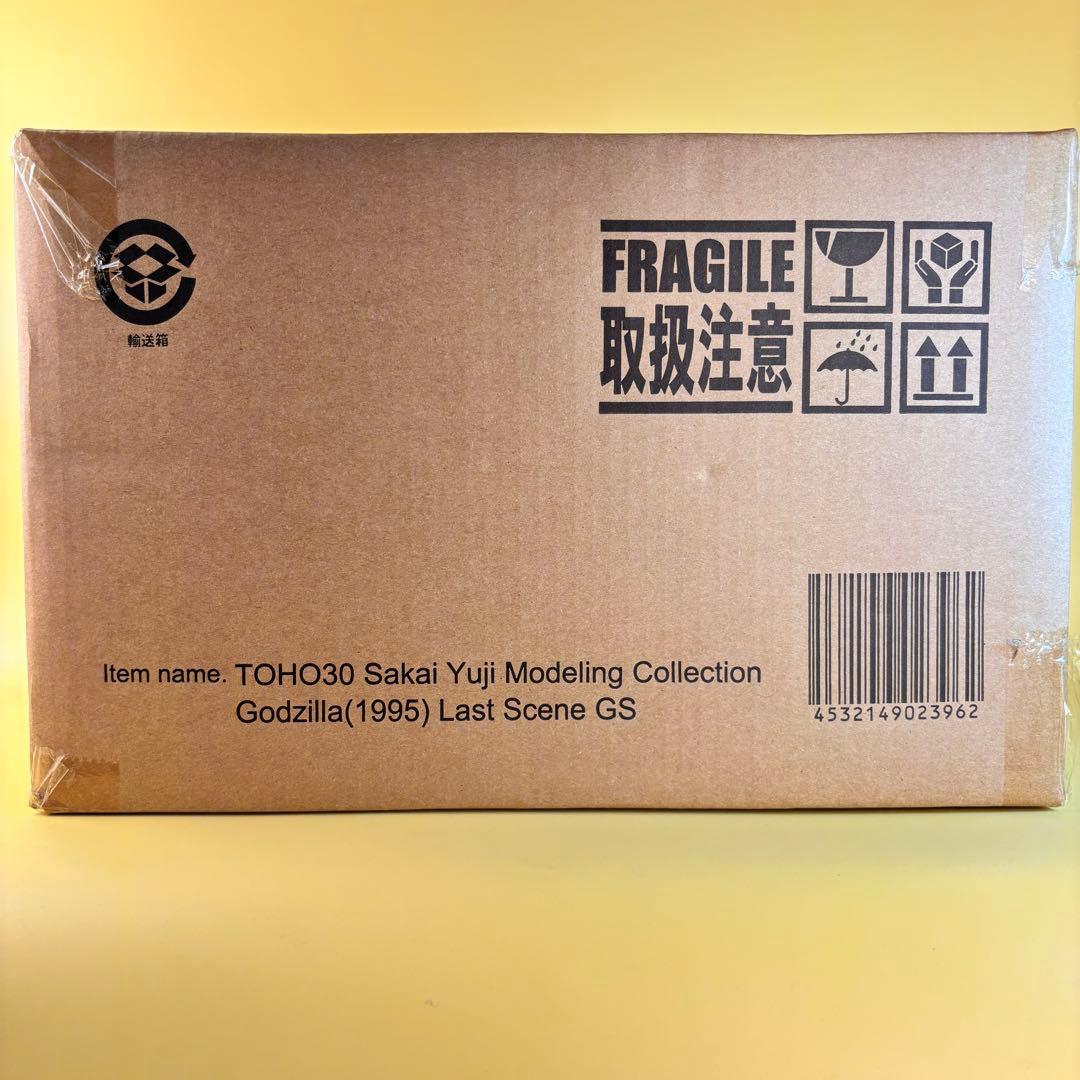 FRAGILE
取扱注意
輸送箱
Item name. TOHO30 Sakai Yuji Modeling Collection
Godzilla(1995) Last Scene GS
4532149023962